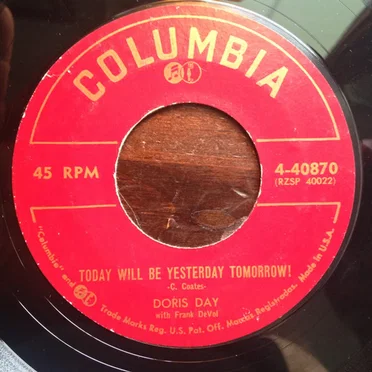 COLUMBIA
45 RPM
4-40870
(RZSP 40022)
TODAY WILL BE YESTERDAY TOMORROW!
-C. Coates-
DORIS DAY
with Frank DeVol
"Columbia" and Trade Marks Reg. U.S. Pat. Off. Marcas Registradas. Made in U.S.A.